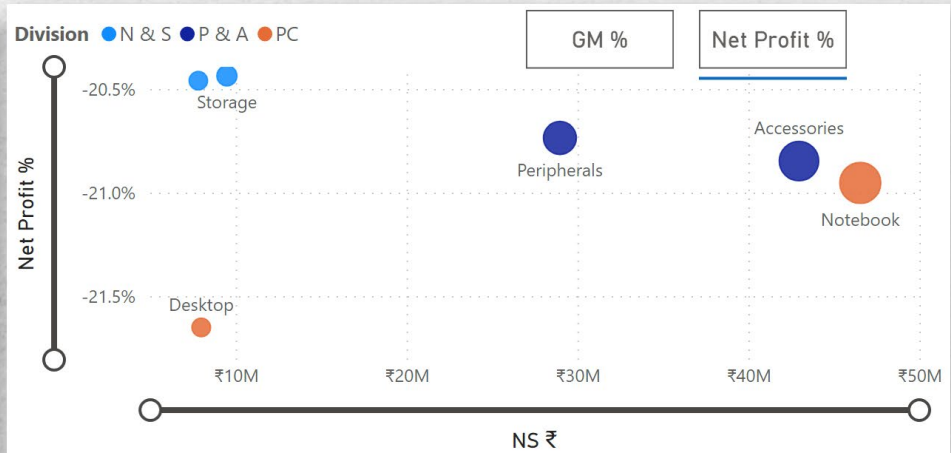 Division N & S P & A PC
GM %
Net Profit %
Net Profit %
-20.5%
-21.0%
-21.5%
Storage
Peripherals
Accessories
Notebook
Desktop
₹10M ₹20M ₹30M ₹40M ₹50M
NS ₹